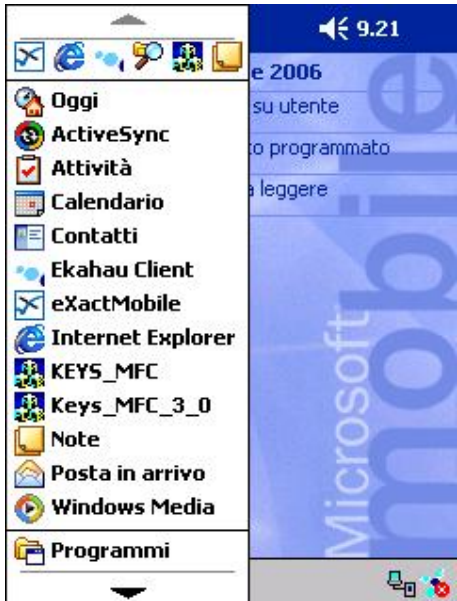 9.21
e 2006
su utente
to programmato
a leggere
Oggi
ActiveSync
Attività
Calendario
Contatti
Ekahau Client
eXactMobile
Internet Explorer
KEYS_MFC
Keys_MFC_3_0
Note
Posta in arrivo
Windows Media
Programmi
Microsoft
mobile